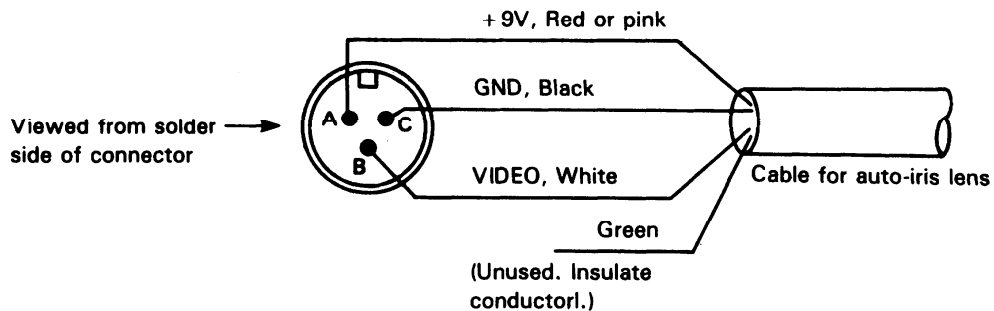 +9V, Red or pink
GND, Black
A
C
B
Viewed from solder
side of connector
VIDEO, White
Cable for auto-iris lens
Green
(Unused. Insulate
conductorl.)